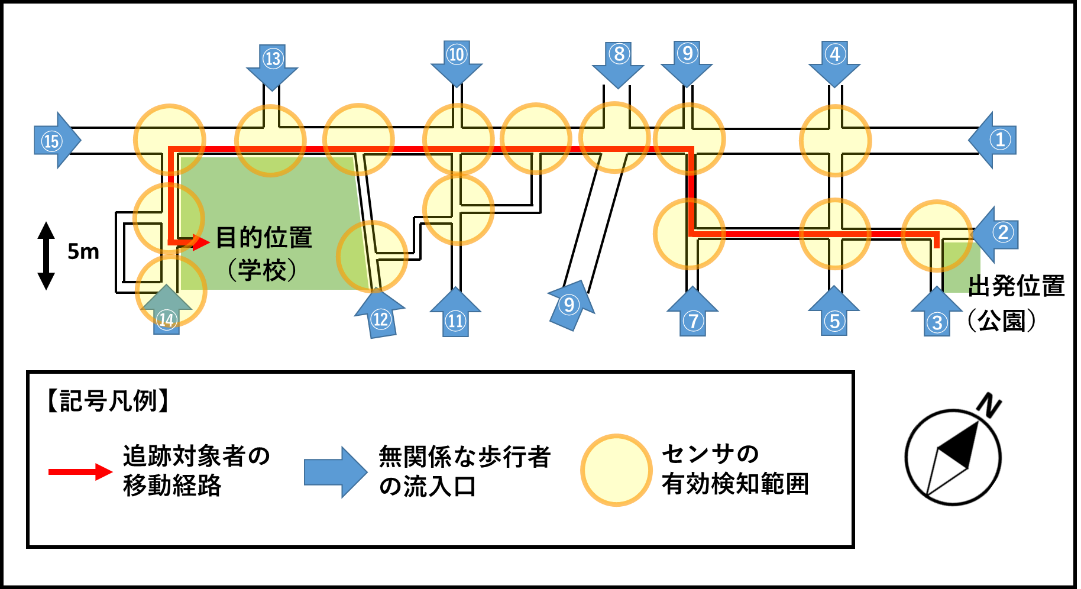 ⑬
⑩
⑧
⑨
④
⑮
①
5m
目的位置
(学校)
②
出発位置
(公園)
⑭
⑫
⑪
⑨
⑦
⑤
③
【記号凡例】
追跡対象者の
移動経路
無関係な歩行者
の流入口
センサの
有効検知範囲
N